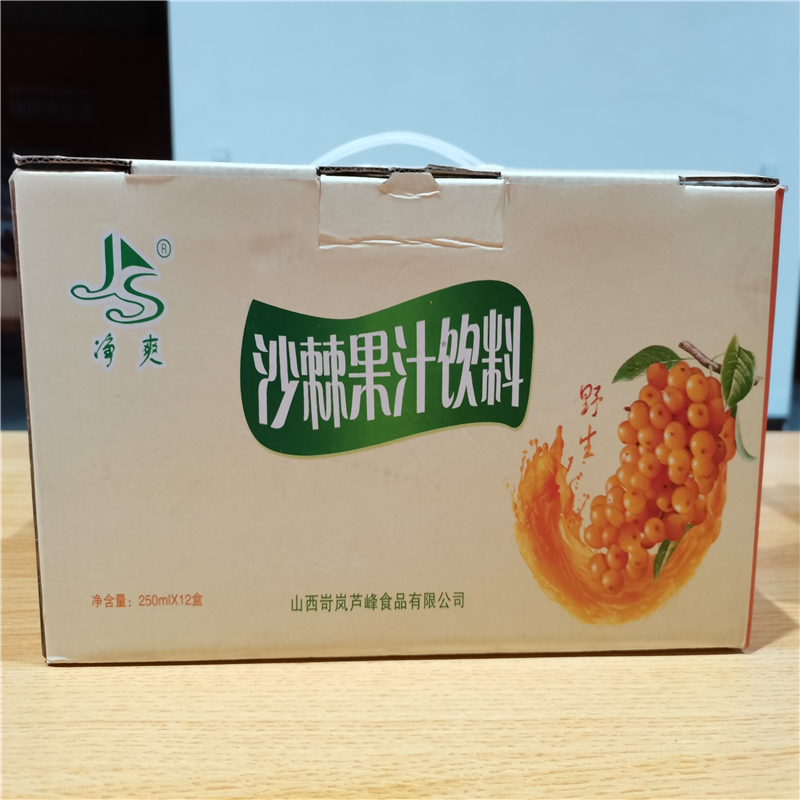 JS®
净爽
沙棘果汁饮料
野生
净含量：250mlX12盒
山西岢岚芦峰食品有限公司